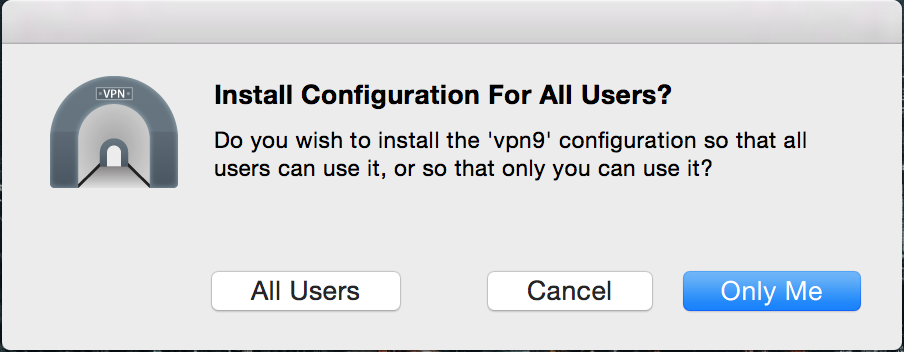 VPN
Install Configuration For All Users?
Do you wish to install the 'vpn9' configuration so that all
users can use it, or so that only you can use it?
All Users
Cancel
Only Me